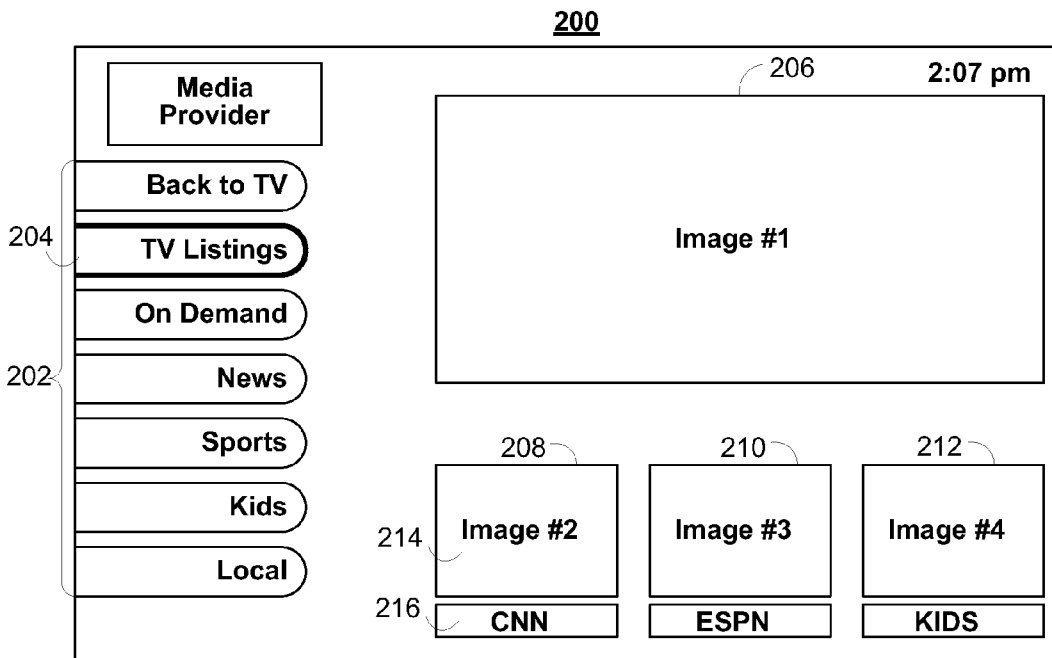 200
Media
Provider
206
2:07 pm
Back to TV
204
TV Listings
Image #1
On Demand
202
News
Sports
208
210
212
Kids
214
Image #2
Image #3
Image #4
Local
216
CNN
ESPN
KIDS